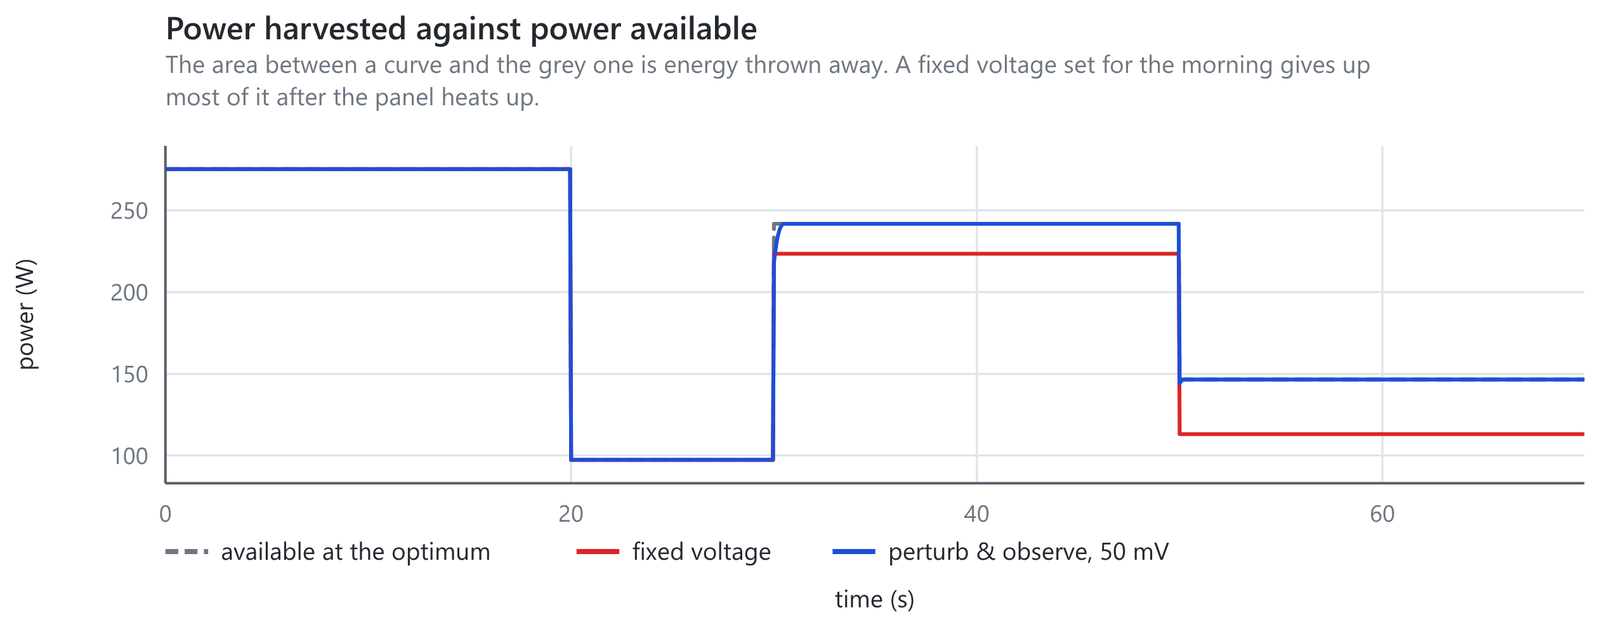 Power harvested against power available
The area between a curve and the grey one is energy thrown away. A fixed voltage set for the morning gives up
most of it after the panel heats up.
power (W)
250
200
150
100
0 20 40 60
available at the optimum fixed voltage perturb & observe, 50 mV
time (s)